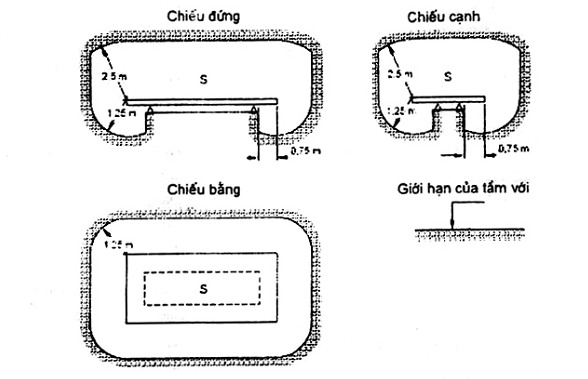 Chiếu đứng
2.5 m
S
1.25 m
0.75 m
Chiếu cạnh
2.5 m
S
1.25
0.75 m
Chiếu bằng
1.25 m
S
Giới hạn của tầm với